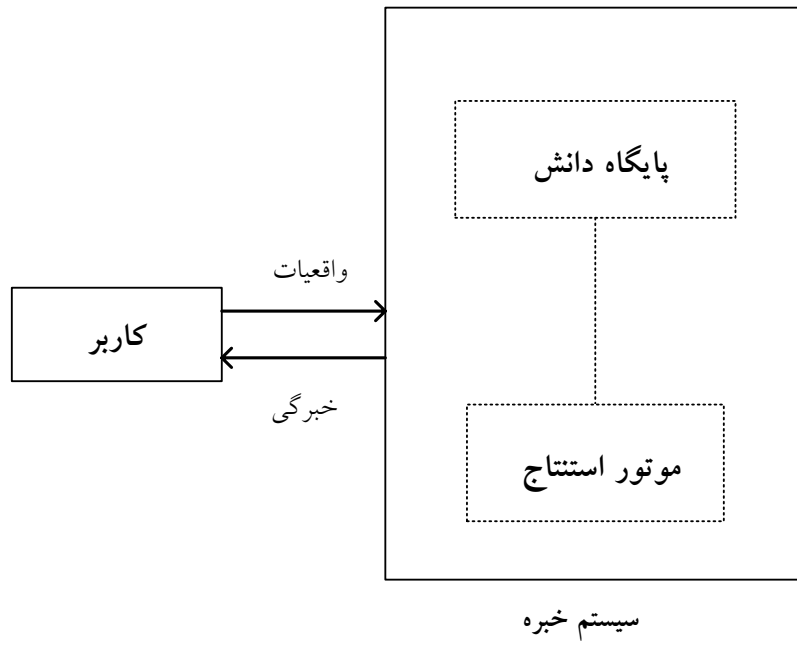 پایگاه دانش
واقعیات
کاربر
خبرگی
موتور استنتاج
سیستم خبره